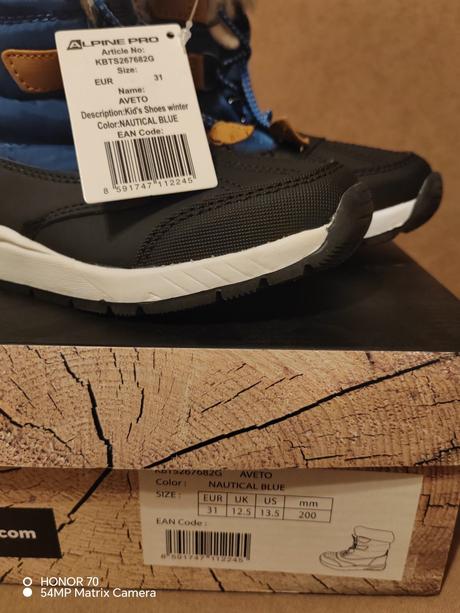 ALPINE PRO
Article No:
KBTS267682G
Size:
EUR 31
Name:
AVETO
Description:Kid's Shoes winter
Color:NAUTICAL BLUE
EAN Code:
8 591747 112245
KBTS267682G AVETO
Color : NAUTICAL BLUE
SIZE : EUR UK US mm
31 12.5 13.5 200
EAN Code :
8 591747 112245
.com
HONOR 70
54MP Matrix Camera